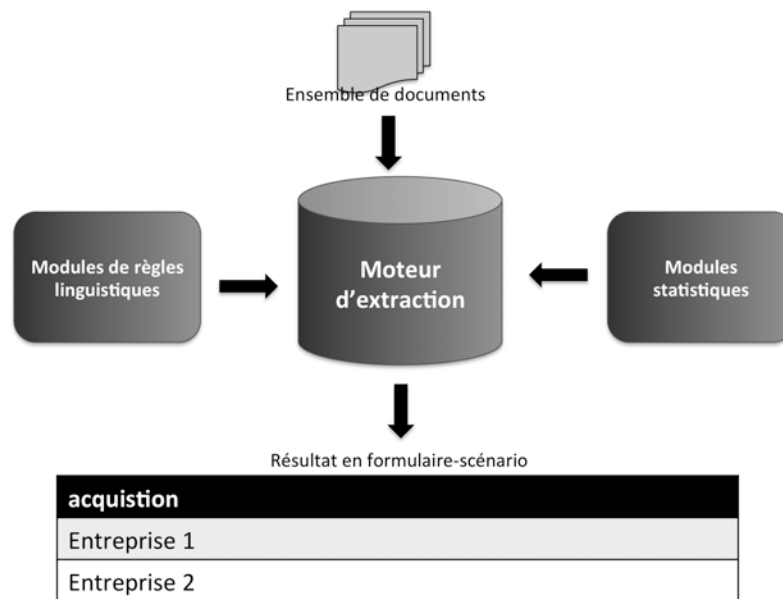 Ensemble de documents
Modules de règles
linguistiques
Moteur
d’extraction
Modules
statistiques
Résultat en formulaire-scénario
acquistion
Entreprise 1
Entreprise 2